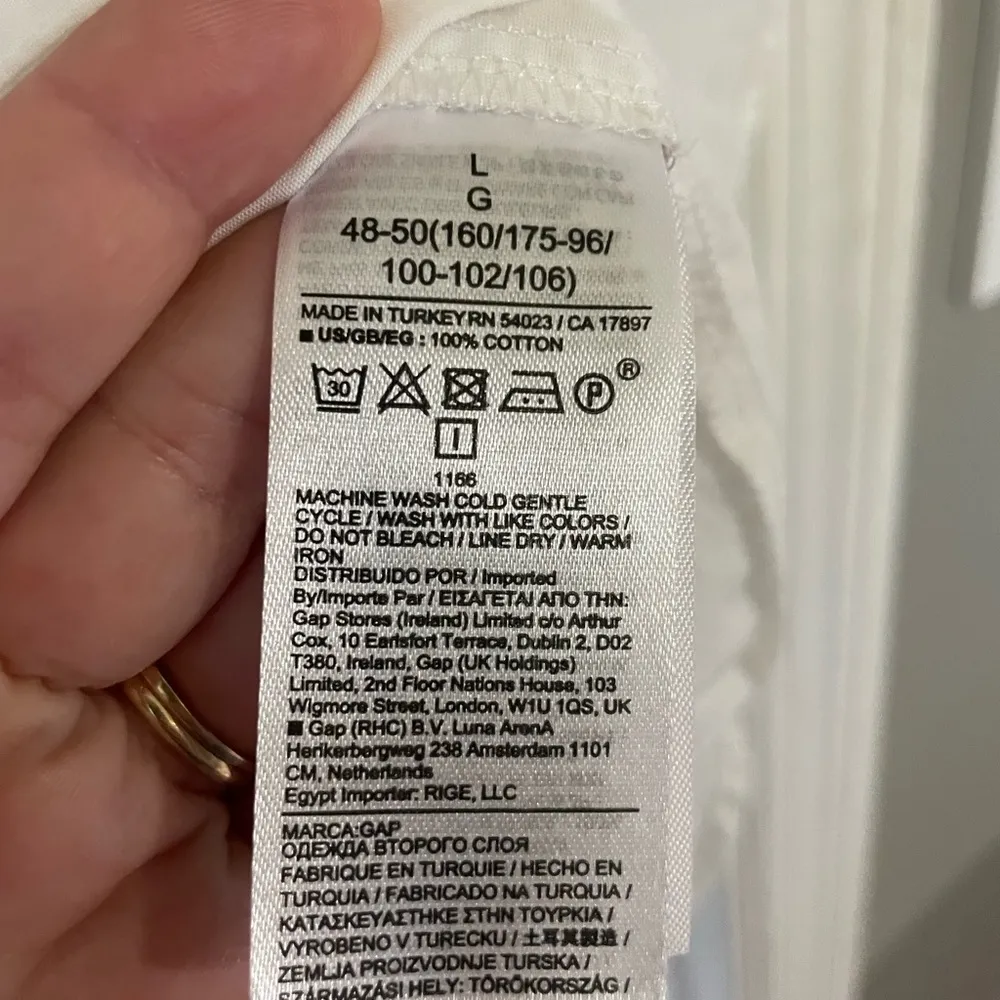 L
G
48-50(160/175-96/
100-102/106)
MADE IN TURKEY RN 54023 / CA 17897
■ US/GB/EG : 100% COTTON
30 P ®
I
1166
MACHINE WASH COLD GENTLE
CYCLE / WASH WITH LIKE COLORS /
DO NOT BLEACH / LINE DRY / WARM
IRON
DISTRIBUIDO POR / Imported
By/Importe Par / ΕΙΣΑΓΕΤΑΙ ΑΠΟ ΤΗΝ:
Gap Stores (Ireland) Limited c/o Arthur
Cox, 10 Earlsfort Terrace, Dublin 2, D02
T380, Ireland, Gap (UK Holdings)
Limited, 2nd Floor Nations House, 103
Wigmore Street, London, W1U 1QS, UK
■ Gap (RHC) B.V. Luna ArenA
Herikerbergweg 238 Amsterdam 1101
CM, Netherlands
Egypt Importer: RIGE, LLC
MARCA:GAP
ОДЕЖДА ВТОРОГО СЛОЯ
FABRIQUE EN TURQUIE / HECHO EN
TURQUIA / FABRICADO NA TURQUIA /
ΚΑΤΑΣΚΕΥΑΣΤΗΚΕ ΣΤΗΝ ΤΟΥΡΚΙΑ /
VYROBENO V TURECKU / 土耳其製造 /
ZEMLJA PROIZVODNJE TURSKA /
SZÁRMAZÁSI HELY: TÖRÖKORSZÁG /